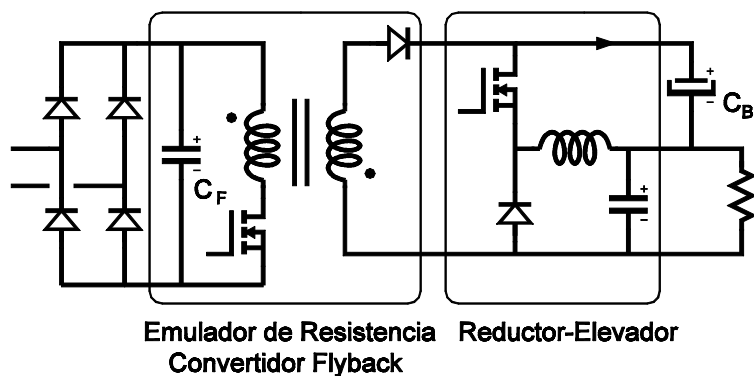 C_F
C_B
Emulador de Resistencia
Convertidor Flyback
Reductor-Elevador